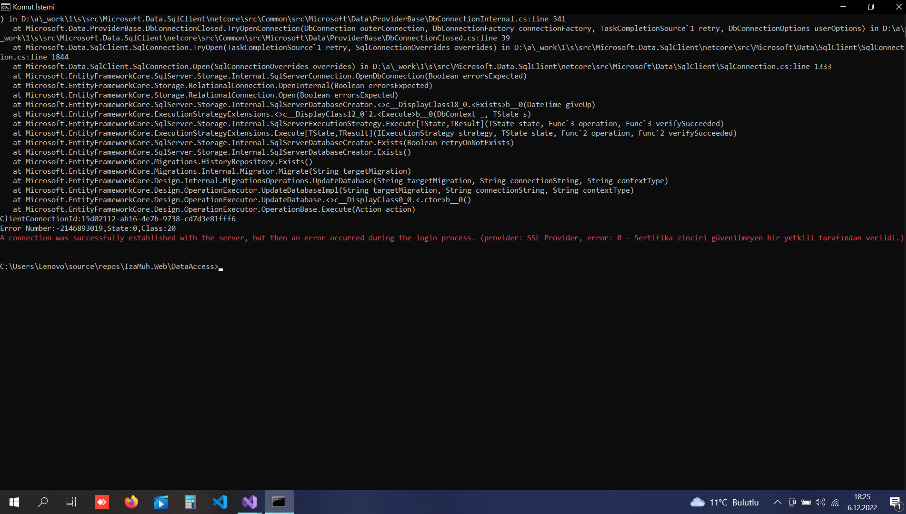 Komut İstemi
) in D:\a\_work\1\s\src\Microsoft.Data.SqlClient\netcore\src\Common\src\Microsoft\Data\ProviderBase\DbConnectionInternal.cs:line 341
at Microsoft.Data.ProviderBase.DbConnectionClosed.TryOpenConnection(DbConnection outerConnection, DbConnectionFactory connectionFactory, TaskCompletionSource`1 retry, DbConnectionOptions userOptions) in D:\a\
_work\1\s\src\Microsoft.Data.SqlClient\netcore\src\Common\src\Microsoft\Data\ProviderBase\DbConnectionClosed.cs:line 39
at Microsoft.Data.SqlClient.SqlConnection.TryOpen(TaskCompletionSource`1 retry, SqlConnectionOverrides overrides) in D:\a\_work\1\s\src\Microsoft.Data.SqlClient\netcore\src\Microsoft\Data\SqlClient\SqlConnect
ion.cs:line 1844
at Microsoft.Data.SqlClient.SqlConnection.Open(SqlConnectionOverrides overrides) in D:\a\_work\1\s\src\Microsoft.Data.SqlClient\netcore\src\Microsoft\Data\SqlClient\SqlConnection.cs:line 1333
at Microsoft.EntityFrameworkCore.SqlServer.Storage.Internal.SqlServerConnection.OpenDbConnection(Boolean errorsExpected)
at Microsoft.EntityFrameworkCore.Storage.RelationalConnection.OpenInternal(Boolean errorsExpected)
at Microsoft.EntityFrameworkCore.Storage.RelationalConnection.Open(Boolean errorsExpected)
at Microsoft.EntityFrameworkCore.SqlServer.Storage.Internal.SqlServerDatabaseCreator.<>c__DisplayClass18_0.<Exists>b__0(DateTime giveUp)
at Microsoft.EntityFrameworkCore.ExecutionStrategyExtensions.<>c__DisplayClass12_0`2.<Execute>b__0(DbContext _, TState s)
at Microsoft.EntityFrameworkCore.SqlServer.Storage.Internal.SqlServerExecutionStrategy.Execute[TState,TResult](TState state, Func`3 operation, Func`3 verifySucceeded)
at Microsoft.EntityFrameworkCore.ExecutionStrategyExtensions.Execute[TState,TResult](IExecutionStrategy strategy, TState state, Func`2 operation, Func`2 verifySucceeded)
at Microsoft.EntityFrameworkCore.SqlServer.Storage.Internal.SqlServerDatabaseCreator.Exists(Boolean retryOnNotExists)
at Microsoft.EntityFrameworkCore.SqlServer.Storage.Internal.SqlServerDatabaseCreator.Exists()
at Microsoft.EntityFrameworkCore.Migrations.HistoryRepository.Exists()
at Microsoft.EntityFrameworkCore.Migrations.Internal.Migrator.Migrate(String targetMigration)
at Microsoft.EntityFrameworkCore.Design.Internal.MigrationsOperations.UpdateDatabase(String targetMigration, String connectionString, String contextType)
at Microsoft.EntityFrameworkCore.Design.OperationExecutor.UpdateDatabaseImpl(String targetMigration, String connectionString, String contextType)
at Microsoft.EntityFrameworkCore.Design.OperationExecutor.UpdateDatabase.<>c__DisplayClass0_0.<.ctor>b__0()
at Microsoft.EntityFrameworkCore.Design.OperationExecutor.OperationBase.Execute(Action action)
ClientConnectionId:15d02112-ab16-4e7b-9738-cd7d3e81fff6
Error Number:-2146893019,State:0,Class:20
A connection was successfully established with the server, but then an error occurred during the login process. (provider: SSL Provider, error: 0 - Sertifika zinciri güvenilmeyen bir yetkili tarafından verildi.)
C:\Users\Lenovo\source\repos\IzaMuh.Web\DataAccess>
11°C Bulutlu
18:25
6.12.2022